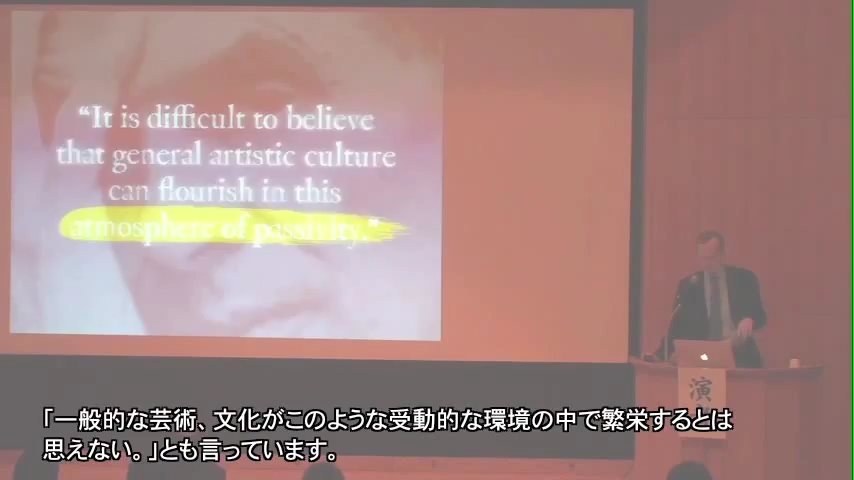 “It is difficult to believe
that general artistic culture
can flourish in this
atmosphere of passivity.”
演
「一般的な芸術、文化がこのような受動的な環境の中で繁栄するとは
思えない。」とも言っています。